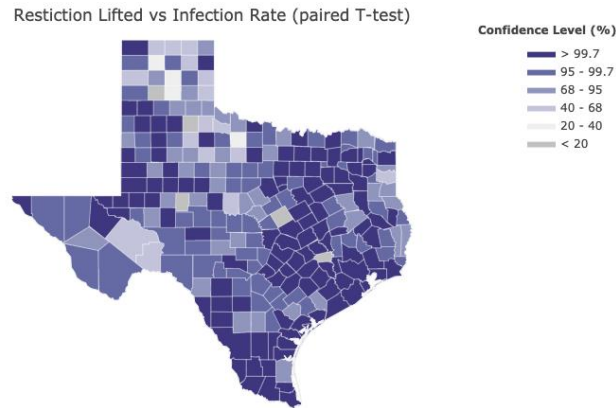 Restiction Lifted vs Infection Rate (paired T-test)
Confidence Level (%)
> 99.7
95 - 99.7
68 - 95
40 - 68
20 - 40
< 20